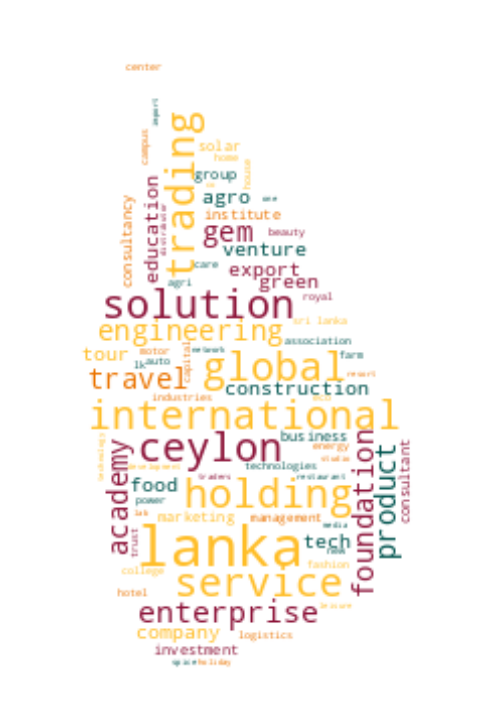 center
import
campus
trading
solar
home
house
group
education
distributor
consultancy
agro
one
institute
gem
beauty
venture
care
export
agri
green
royal
solution
sri lanka
engineering
association
tour
motor
network
capital
auto
lk
global
farm
travel
resort
construction
industries
eco
international
business
technology
ceylon
energy
studio
foundation
product
consultant
academy
development
technologies
traders
restaurant
food
holding
power
lab
marketing
management
media
trust
lanka
tech
new
college
service
fashion
hotel
enterprise
leisure
company
logistics
investment
spice
holiday